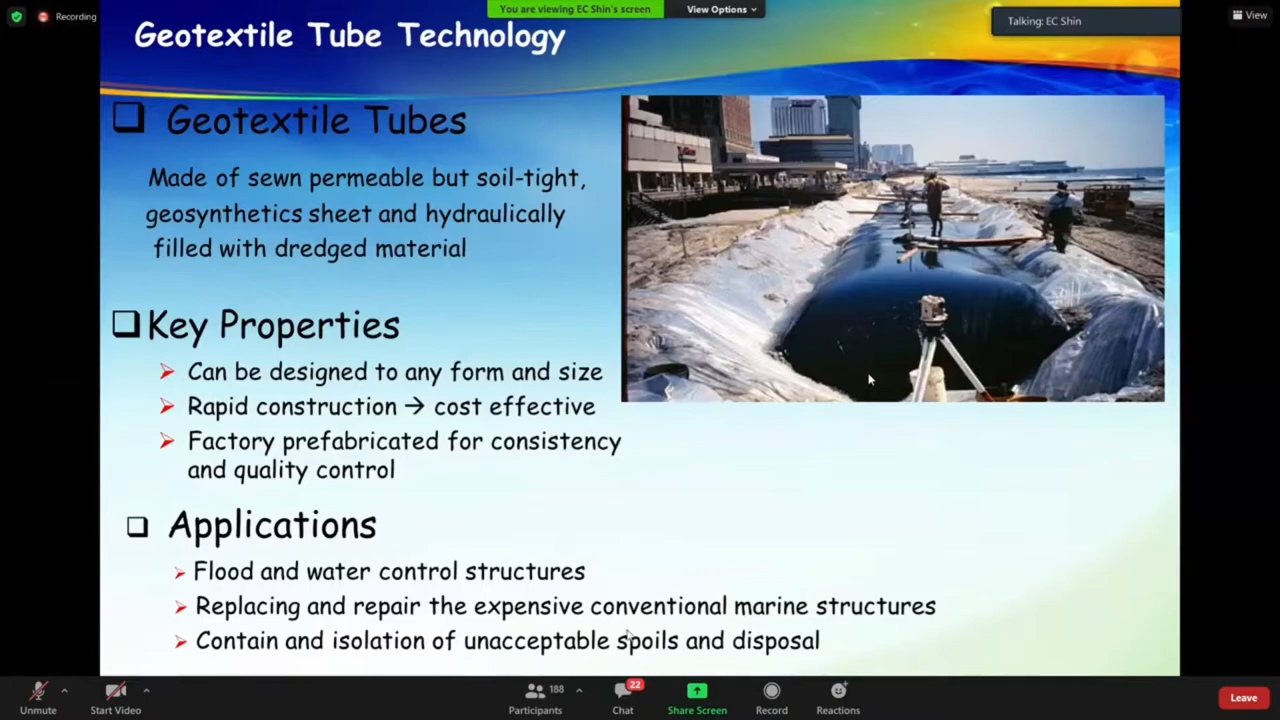 Recording
You are viewing EC Shin's screen
View Options
Talking: EC Shin
View
Geotextile Tube Technology
Geotextile Tubes
Made of sewn permeable but soil-tight,
geosynthetics sheet and hydraulically
filled with dredged material
Key Properties
Can be designed to any form and size
Rapid construction → cost effective
Factory prefabricated for consistency
and quality control
Applications
Flood and water control structures
Replacing and repair the expensive conventional marine structures
Contain and isolation of unacceptable spoils and disposal
Unmute
Start Video
188
Participants
22
Chat
Share Screen
Record
Reactions
Leave